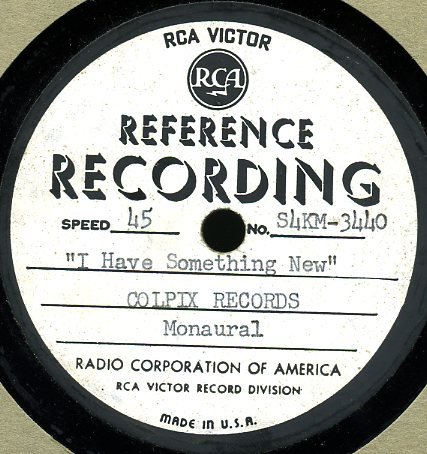 RCA VICTOR
RCA
REFERENCE
RECORDING
SPEED 45 No. S4KM-3440
"I Have Something New"
COLPIX RECORDS
Monaural
RADIO CORPORATION OF AMERICA
RCA VICTOR RECORD DIVISION
MADE IN U.S.A.